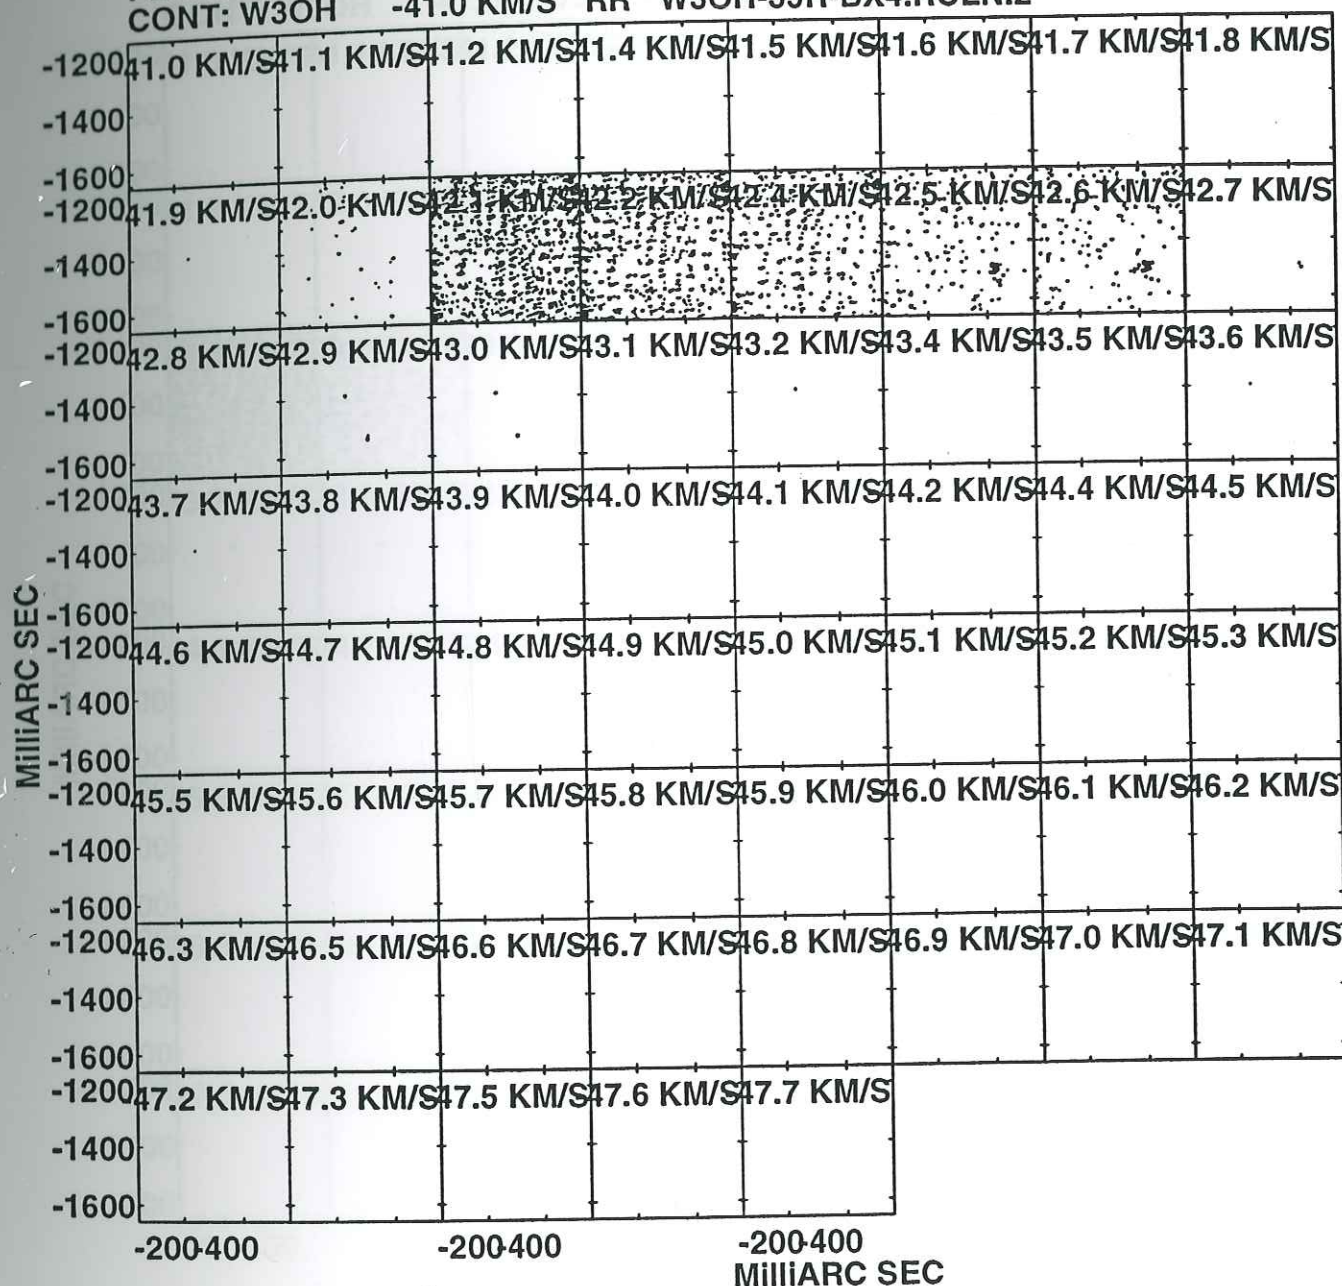 CONT: W3OH -41.0 KM/S RR
-1200 41.0 KM/S 41.1 KM/S 41.2 KM/S 41.4 KM/S 41.5 KM/S 41.6 KM/S 41.7 KM/S 41.8 KM/S
-1400
-1600
-1200 41.9 KM/S 42.0 KM/S 42.1 KM/S 42.2 KM/S 42.4 KM/S 42.5 KM/S 42.6 KM/S 42.7 KM/S
-1400
-1600
-1200 42.8 KM/S 42.9 KM/S 43.0 KM/S 43.1 KM/S 43.2 KM/S 43.4 KM/S 43.5 KM/S 43.6 KM/S
-1400
-1600
-1200 43.7 KM/S 43.8 KM/S 43.9 KM/S 44.0 KM/S 44.1 KM/S 44.2 KM/S 44.4 KM/S 44.5 KM/S
-1400
-1600
-1200 44.6 KM/S 44.7 KM/S 44.8 KM/S 44.9 KM/S 45.0 KM/S 45.1 KM/S 45.2 KM/S 45.3 KM/S
-1400
-1600
-1200 45.5 KM/S 45.6 KM/S 45.7 KM/S 45.8 KM/S 45.9 KM/S 46.0 KM/S 46.1 KM/S 46.2 KM/S
-1400
-1600
-1200 46.3 KM/S 46.5 KM/S 46.6 KM/S 46.7 KM/S 46.8 KM/S 46.9 KM/S 47.0 KM/S 47.1 KM/S
-1400
-1600
-1200 47.2 KM/S 47.3 KM/S 47.5 KM/S 47.6 KM/S 47.7 KM/S
-1400
-1600
MilliARC SEC
-200 400 -200 400 -200 400
MilliARC SEC